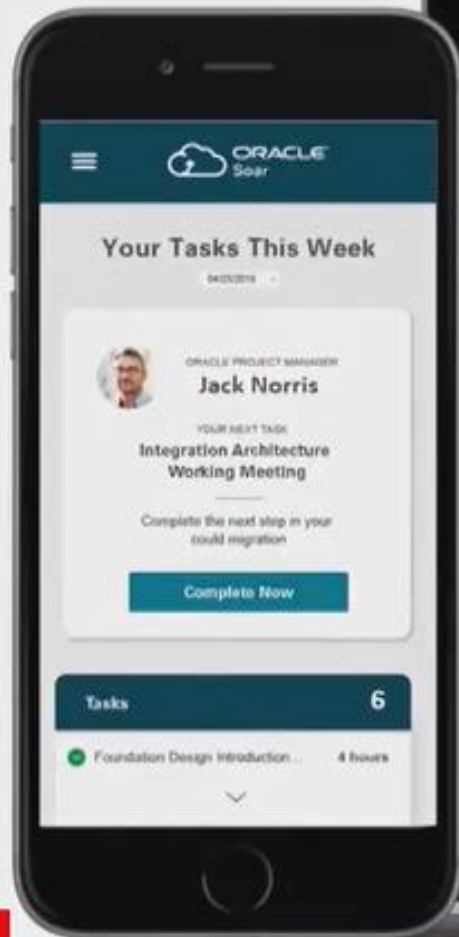 ORACLE
Soar
Your Tasks This Week
ORACLE PROJECT MANAGER
Jack Norris
YOUR NEXT TASK
Integration Architecture
Working Meeting
Complete the next step in your
could migration
Complete Now
Tasks 6
Foundation Design Introduction... 4 hours